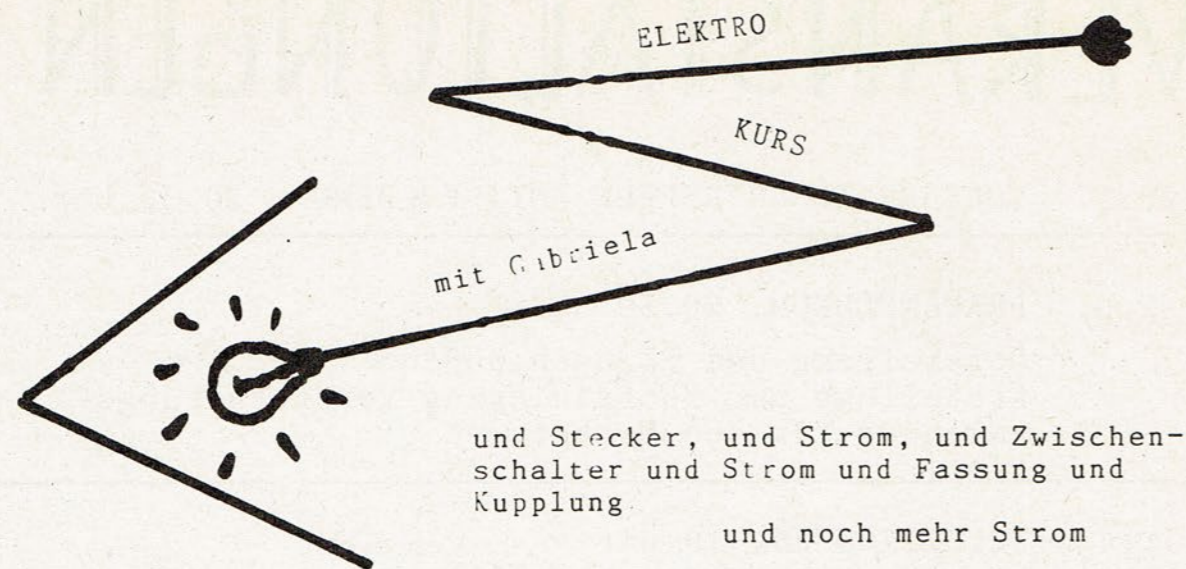 ELEKTRO
KURS
mit Gabriela
und Stecker, und Strom, und Zwischen-
schalter und Strom und Fassung und
Kupplung
und noch mehr Strom